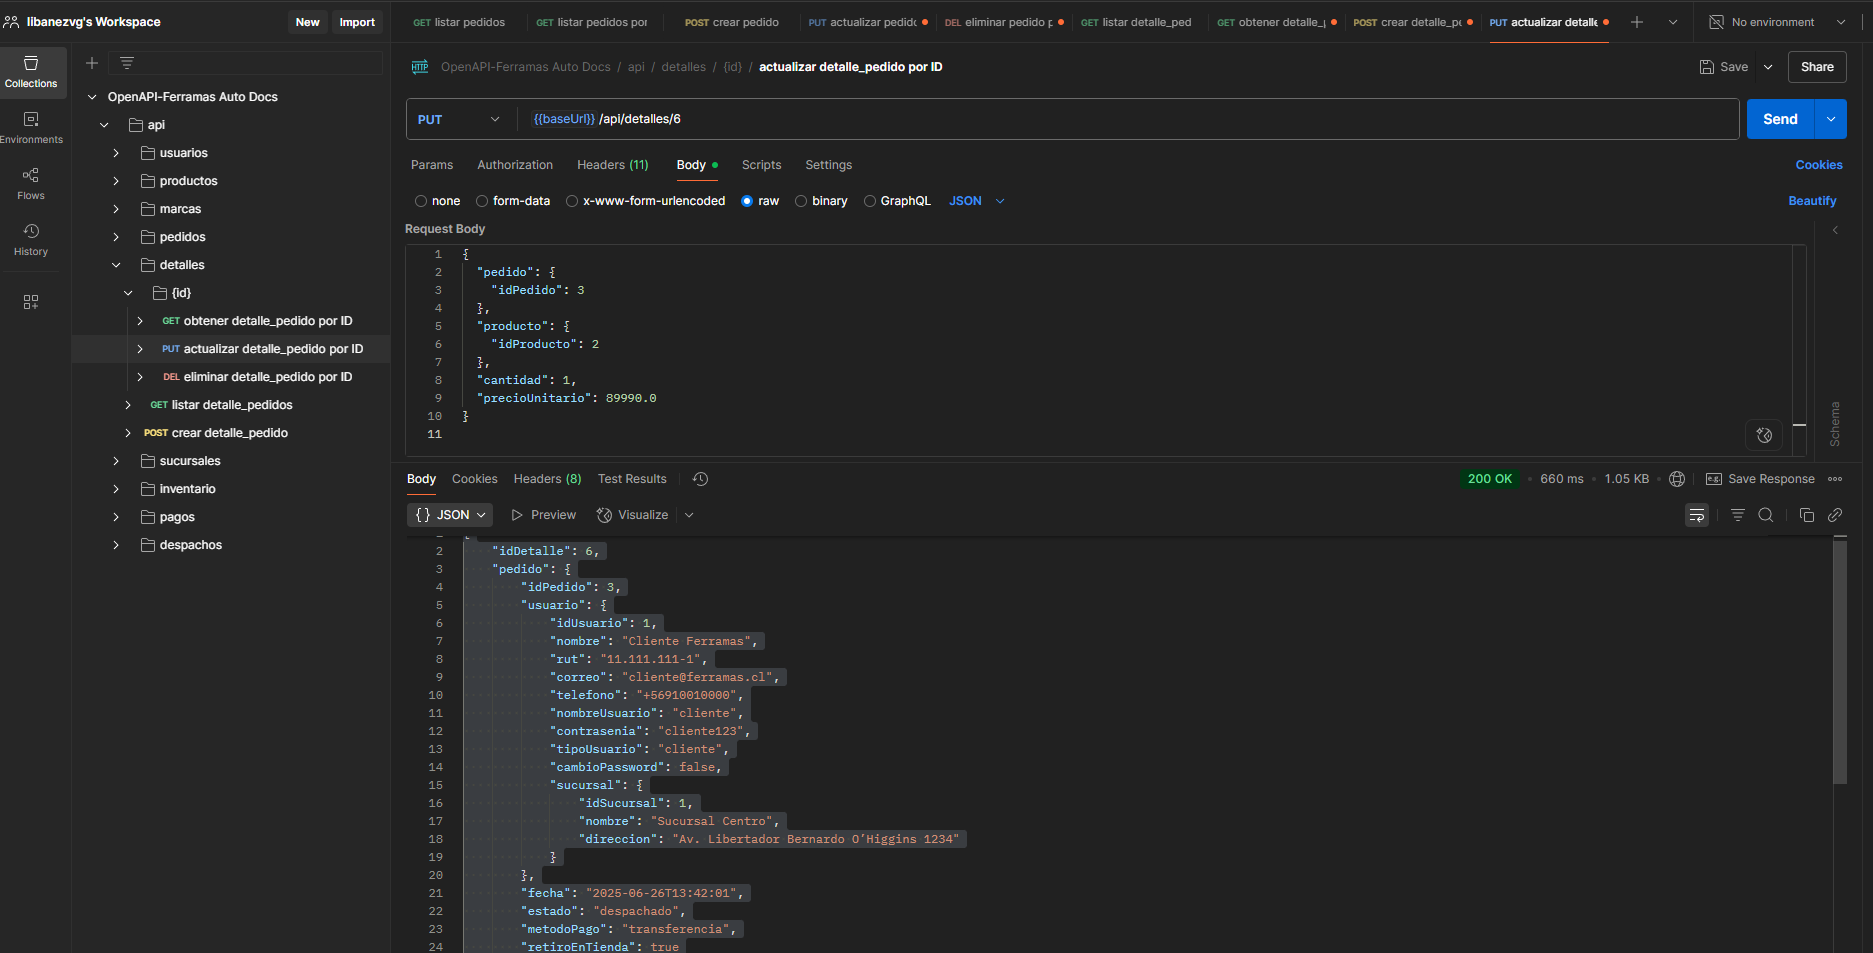 libanezvg's Workspace
New
Import
GET listar pedidos
GET listar pedidos por
POST crear pedido
PUT actualizar pedido
DEL eliminar pedido p
GET listar detalle_ped
GET obtener detalle_
POST crear detalle_pe
PUT actualizar detalle
No environment
Collections
Environments
Flows
History
OpenAPI-Ferramas Auto Docs
api
usuarios
productos
marcas
pedidos
detalles
{id}
GET obtener detalle_pedido por ID
PUT actualizar detalle_pedido por ID
DEL eliminar detalle_pedido por ID
GET listar detalle_pedidos
POST crear detalle_pedido
sucursales
inventario
pagos
despachos
HTTP OpenAPI-Ferramas Auto Docs / api / detalles / {id} / actualizar detalle_pedido por ID
Save
Share
PUT
{{baseUrl}} /api/detalles/6
Send
Params Authorization Headers (11) Body Scripts Settings
Cookies
none form-data x-www-form-urlencoded raw binary GraphQL JSON
Beautify
Request Body
1 {
2 "pedido": {
3 "idPedido": 3
4 },
5 "producto": {
6 "idProducto": 2
7 },
8 "cantidad": 1,
9 "precioUnitario": 89990.0
10 }
11
Schema
Body Cookies Headers (8) Test Results
200 OK • 660 ms • 1.05 KB
e.g. Save Response
{} JSON Preview Visualize
2 "idDetalle": 6,
3 "pedido": {
4 "idPedido": 3,
5 "usuario": {
6 "idUsuario": 1,
7 "nombre": "Cliente Ferramas",
8 "rut": "11.111.111-1",
9 "correo": "cliente@ferramas.cl",
10 "telefono": "+56910010000",
11 "nombreUsuario": "cliente",
12 "contrasenia": "cliente123",
13 "tipoUsuario": "cliente",
14 "cambioPassword": false,
15 "sucursal": {
16 "idSucursal": 1,
17 "nombre": "Sucursal Centro",
18 "direccion": "Av. Libertador Bernardo O’Higgins 1234"
19 }
20 },
21 "fecha": "2025-06-26T13:42:01",
22 "estado": "despachado",
23 "metodoPago": "transferencia",
24 "retiroEnTienda": true